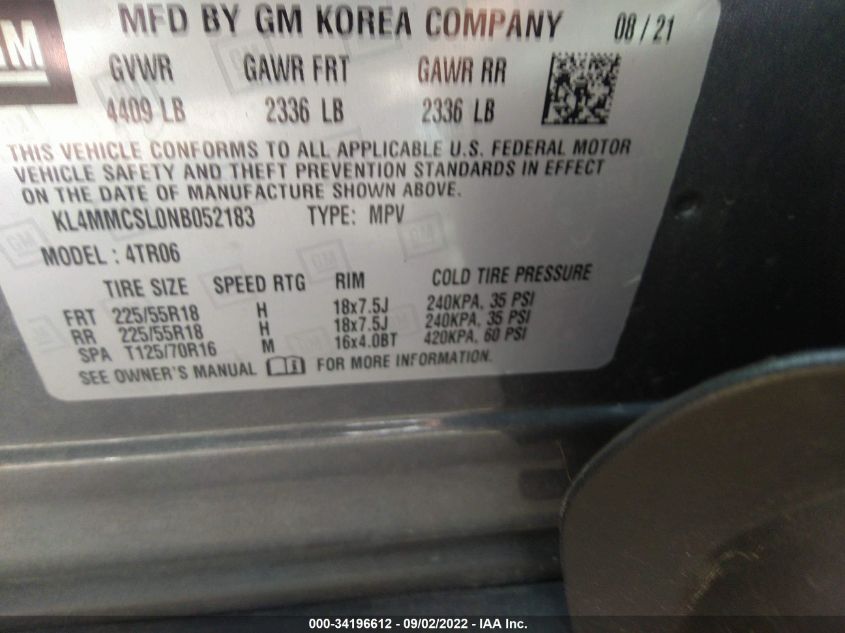 GM
MFD BY GM KOREA COMPANY 08/21
GVWR GAWR FRT GAWR RR
4409 LB 2336 LB 2336 LB
THIS VEHICLE CONFORMS TO ALL APPLICABLE U.S. FEDERAL MOTOR
VEHICLE SAFETY AND THEFT PREVENTION STANDARDS IN EFFECT
ON THE DATE OF MANUFACTURE SHOWN ABOVE.
KL4MMCSL0NB052183 TYPE: MPV
MODEL : 4TR06
TIRE SIZE SPEED RTG RIM COLD TIRE PRESSURE
FRT 225/55R18 H 18x7.5J 240KPA, 35 PSI
RR 225/55R18 H 18x7.5J 240KPA, 35 PSI
SPA T125/70R16 M 16x4.0BT 420KPA, 60 PSI
SEE OWNER'S MANUAL FOR MORE INFORMATION.
000-34196612 - 09/02/2022 - IAA Inc.